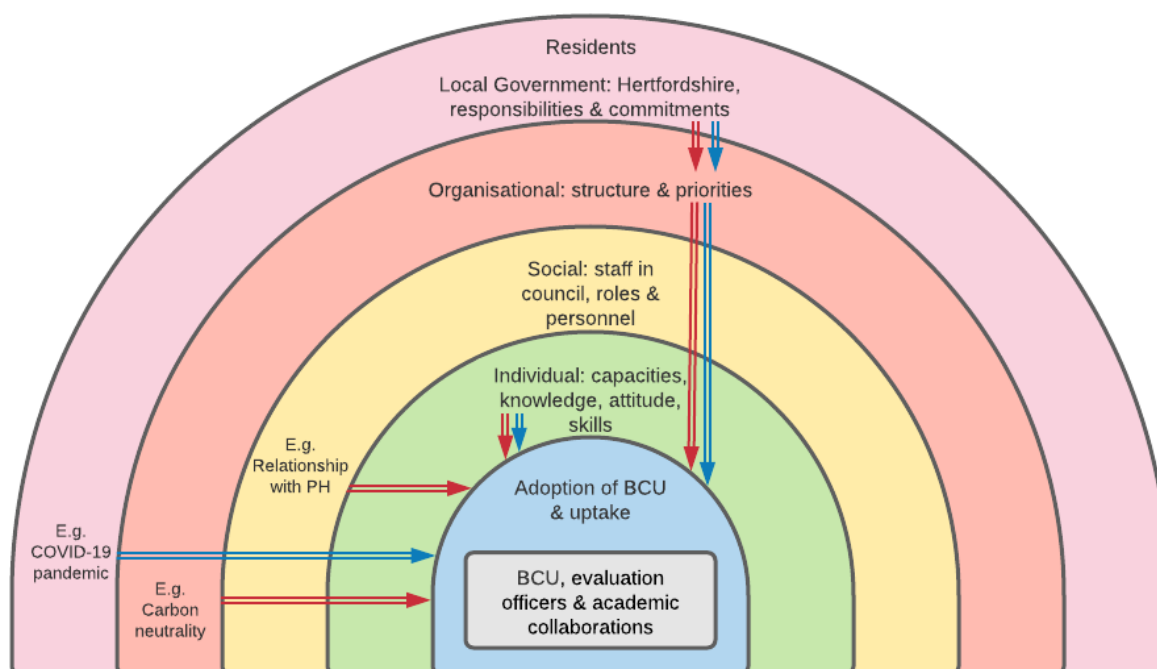 Residents
Local Government: Hertfordshire,
responsibilities & commitments
Organisational: structure & priorities
Social: staff in
council, roles &
personnel
Individual: capacities,
knowledge, attitude,
skills
E.g.
Relationship
with PH
Adoption of BCU
& uptake
E.g.
COVID-19
pandemic
E.g.
Carbon
neutrality
BCU, evaluation
officers & academic
collaborations